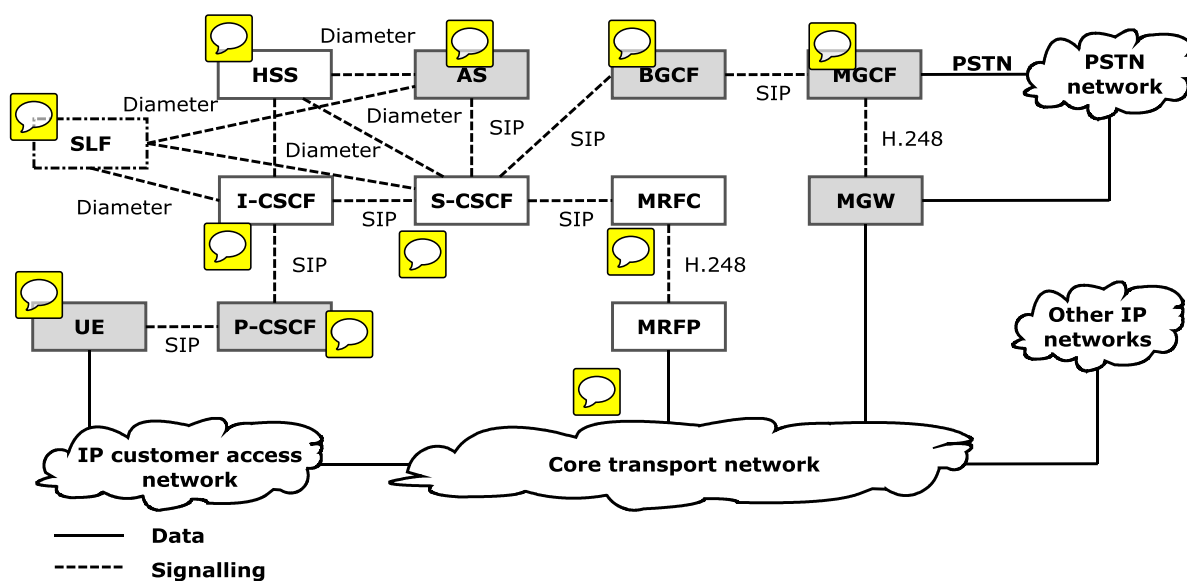 Diameter
HSS
AS
BGCF
MGCF
PSTN
PSTN
network
SIP
Diameter
Diameter
SIP
SIP
H.248
SLF
Diameter
Diameter
I-CSCF
SIP
S-CSCF
SIP
MRFC
MGW
SIP
H.248
UE
SIP
P-CSCF
MRFP
Other IP
networks
IP customer access
network
Core transport network
Data
Signalling